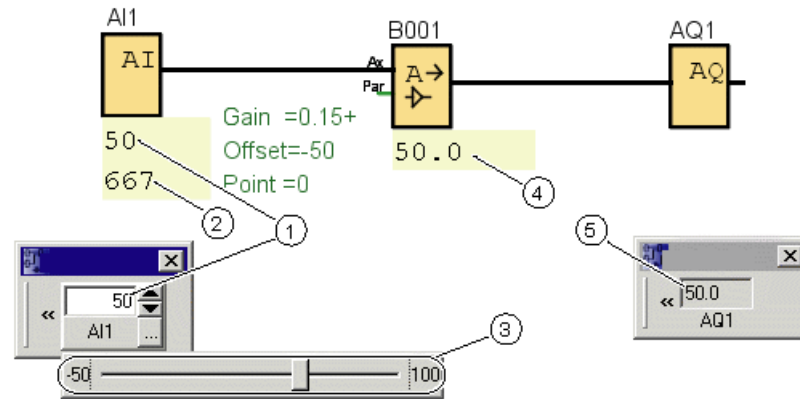 AI1
B001
AQ1
AI
Ax
A→
AQ
Par
Gain =0.15+
50
Offset=-50
50.0
667
Point =0
4
2
1
5
50
«
AI1
...
« 50.0
AQ1
3
-50
100